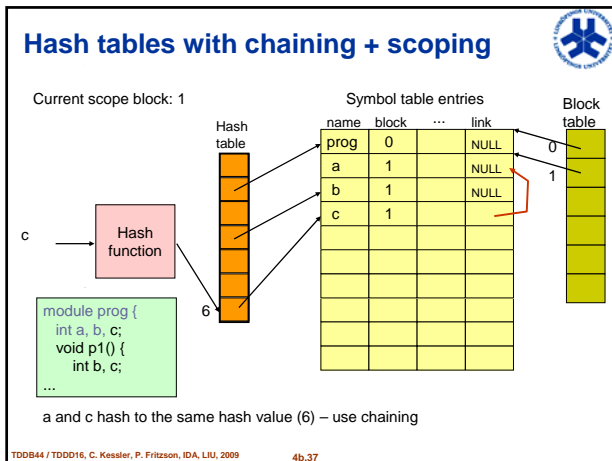 Hash tables with chaining + scoping
Current scope block: 1
Symbol table entries
Block
table
Hash
table
name block ... link
prog 0 NULL
a 1 NULL
b 1 NULL
c 1
0
1
c
Hash
function
6
module prog {
int a, b, c;
void p1() {
int b, c;
...
a and c hash to the same hash value (6) – use chaining
TDDB44 / TDDD16, C. Kessler, P. Fritzson, IDA, LIU, 2009
4b.37